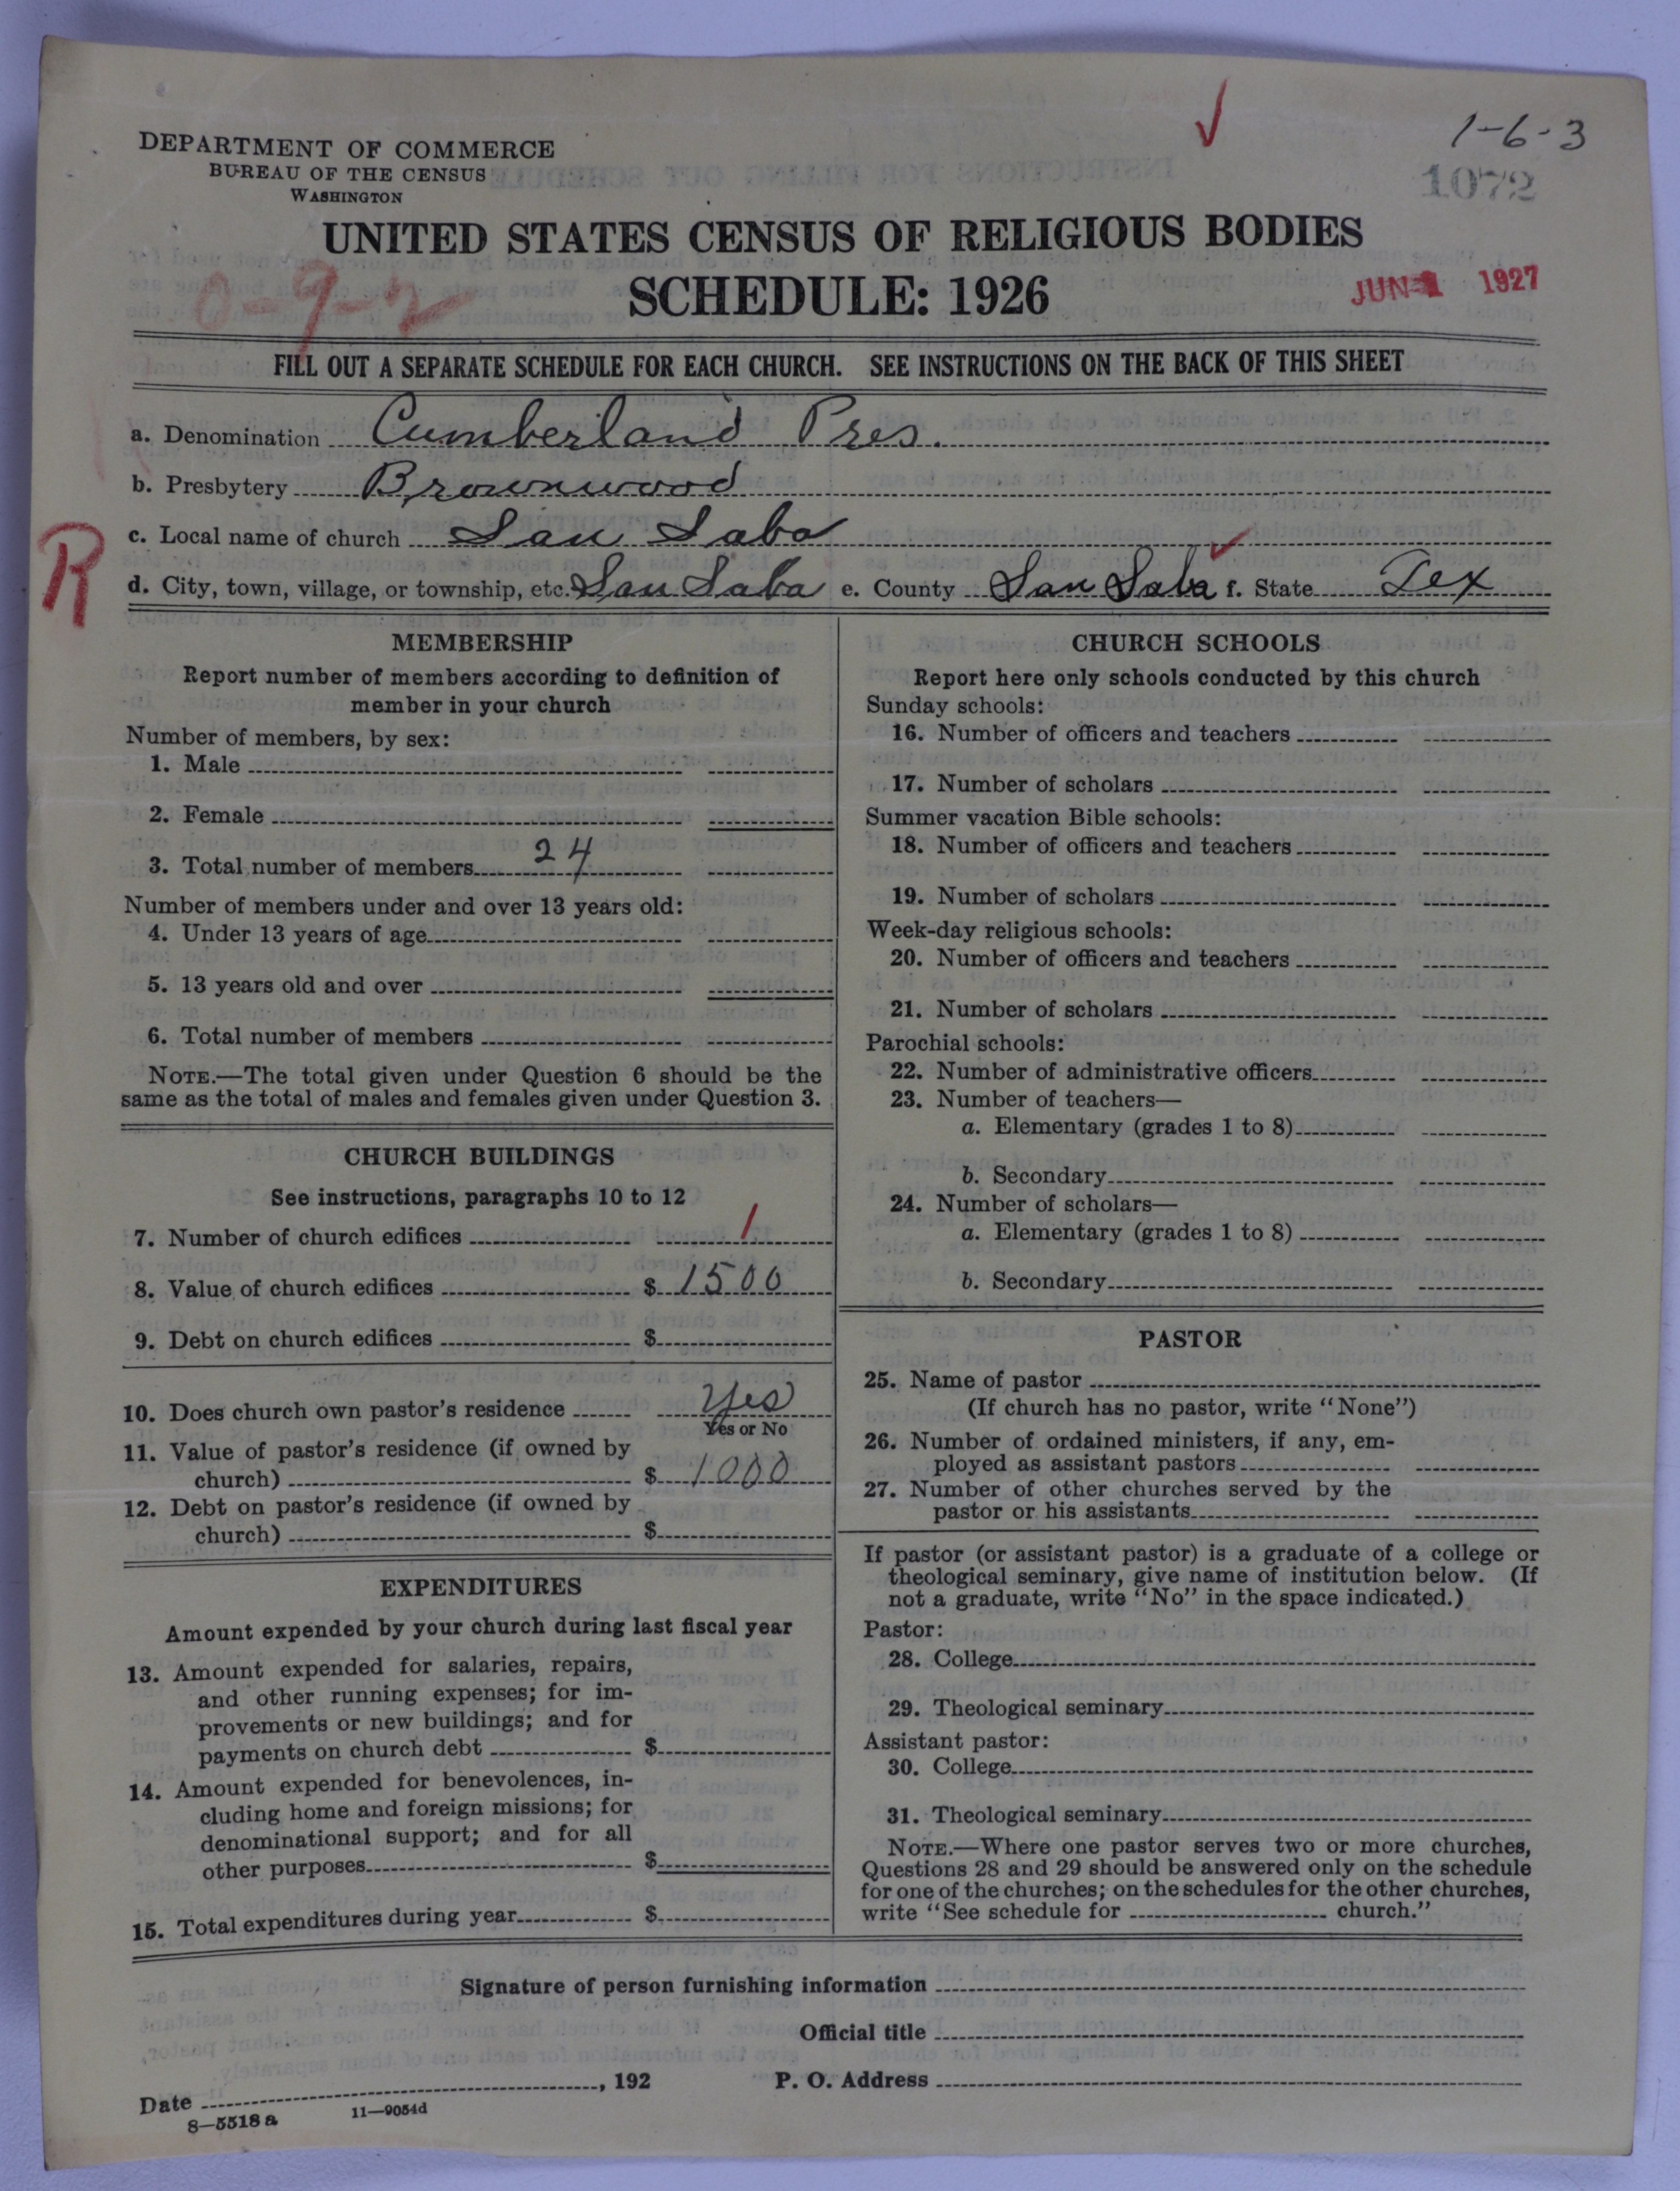 1-6-3
DEPARTMENT OF COMMERCE
BUREAU OF THE CENSUS
WASHINGTON
1072
UNITED STATES CENSUS OF RELIGIOUS BODIES
SCHEDULE: 1926
0-9-2
JUN 1 1927
FILL OUT A SEPARATE SCHEDULE FOR EACH CHURCH. SEE INSTRUCTIONS ON THE BACK OF THIS SHEET
a. Denomination Cumberland Pres.
b. Presbytery Brownwood
R
c. Local name of church San Saba
d. City, town, village, or township, etc. San Saba e. County San Saba f. State Tex
MEMBERSHIP
Report number of members according to definition of
member in your church
Number of members, by sex:
1. Male
2. Female
3. Total number of members 24
Number of members under and over 13 years old:
4. Under 13 years of age
5. 13 years old and over
6. Total number of members
NOTE.—The total given under Question 6 should be the
same as the total of males and females given under Question 3.
CHURCH BUILDINGS
See instructions, paragraphs 10 to 12
7. Number of church edifices 1
8. Value of church edifices $ 1500
9. Debt on church edifices $
10. Does church own pastor's residence Yes
Yes or No
11. Value of pastor's residence (if owned by
church) $ 1000
12. Debt on pastor's residence (if owned by
church) $
EXPENDITURES
Amount expended by your church during last fiscal year
13. Amount expended for salaries, repairs,
and other running expenses; for im-
provements or new buildings; and for
payments on church debt $
14. Amount expended for benevolences, in-
cluding home and foreign missions; for
denominational support; and for all
other purposes $
15. Total expenditures during year $
CHURCH SCHOOLS
Report here only schools conducted by this church
Sunday schools:
16. Number of officers and teachers
17. Number of scholars
Summer vacation Bible schools:
18. Number of officers and teachers
19. Number of scholars
Week-day religious schools:
20. Number of officers and teachers
21. Number of scholars
Parochial schools:
22. Number of administrative officers
23. Number of teachers—
a. Elementary (grades 1 to 8)
b. Secondary
24. Number of scholars—
a. Elementary (grades 1 to 8)
b. Secondary
PASTOR
25. Name of pastor
(If church has no pastor, write "None")
26. Number of ordained ministers, if any, em-
ployed as assistant pastors
27. Number of other churches served by the
pastor or his assistants
If pastor (or assistant pastor) is a graduate of a college or
theological seminary, give name of institution below. (If
not a graduate, write "No" in the space indicated.)
Pastor:
28. College
29. Theological seminary
Assistant pastor:
30. College
31. Theological seminary
NOTE.—Where one pastor serves two or more churches,
Questions 28 and 29 should be answered only on the schedule
for one of the churches; on the schedules for the other churches,
write "See schedule for church."
Signature of person furnishing information
Official title
Date , 192 P. O. Address
8—5518 a 11—9054d